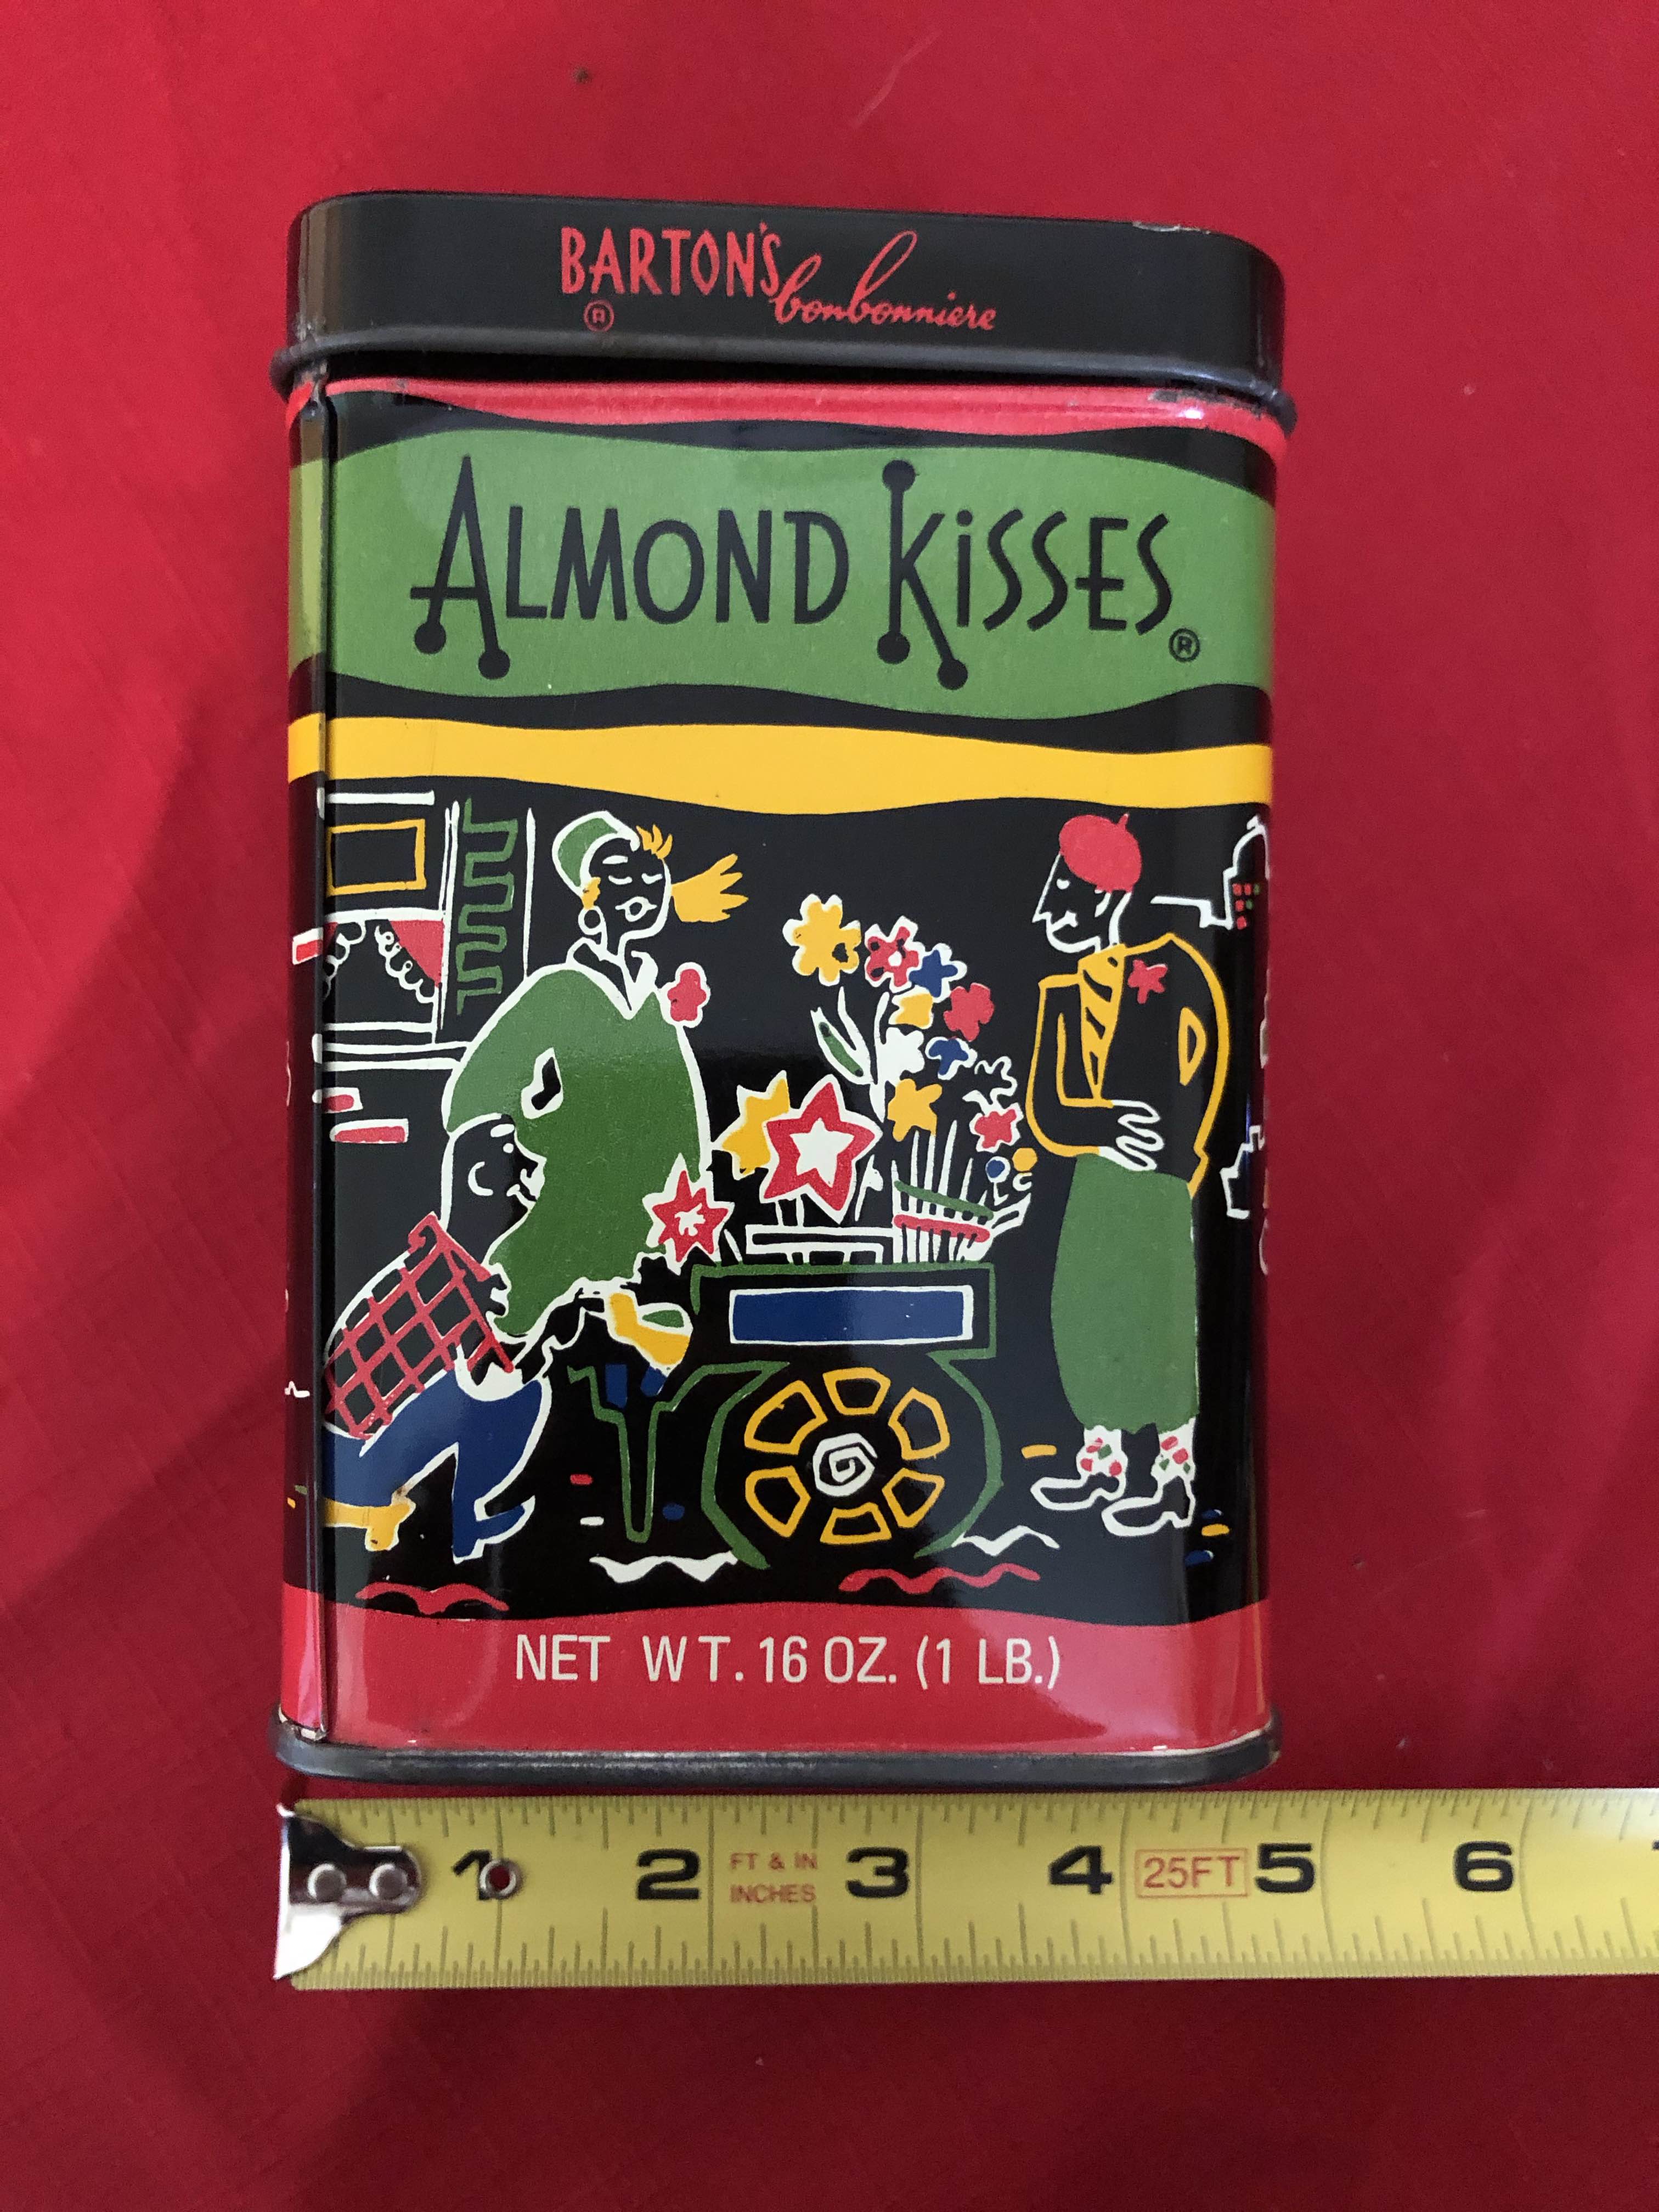 BARTON'S bonbonniere
®
ALMOND KiSSES®
NET WT. 16 OZ. (1 LB.)
1 2 FT & IN 3 4 25FT 5 6
INCHES